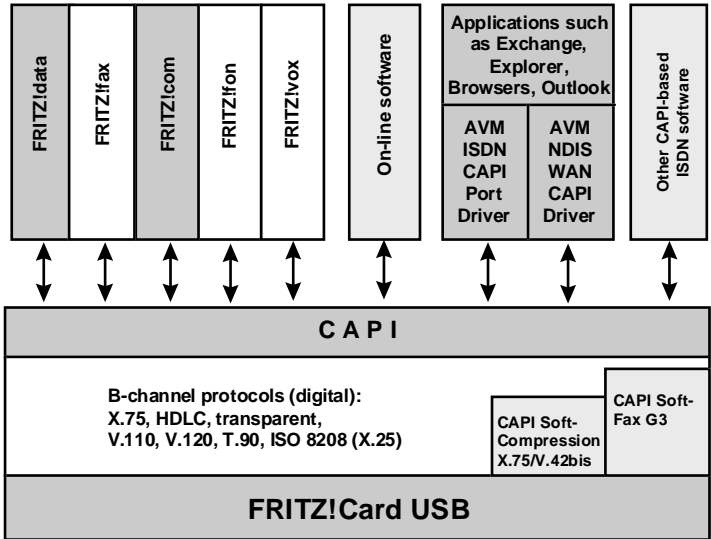 FRITZ!data
FRITZ!fax
FRITZ!com
FRITZ!fon
FRITZ!vox
On-line software
Applications such
as Exchange,
Explorer,
Browsers, Outlook
AVM
ISDN
CAPI
Port
Driver
AVM
NDIS
WAN
CAPI
Driver
Other CAPI-based
ISDN software
C A P I
B-channel protocols (digital):
X.75, HDLC, transparent,
V.110, V.120, T.90, ISO 8208 (X.25)
CAPI Soft-
Compression
X.75/V.42bis
CAPI Soft-
Fax G3
FRITZ!Card USB